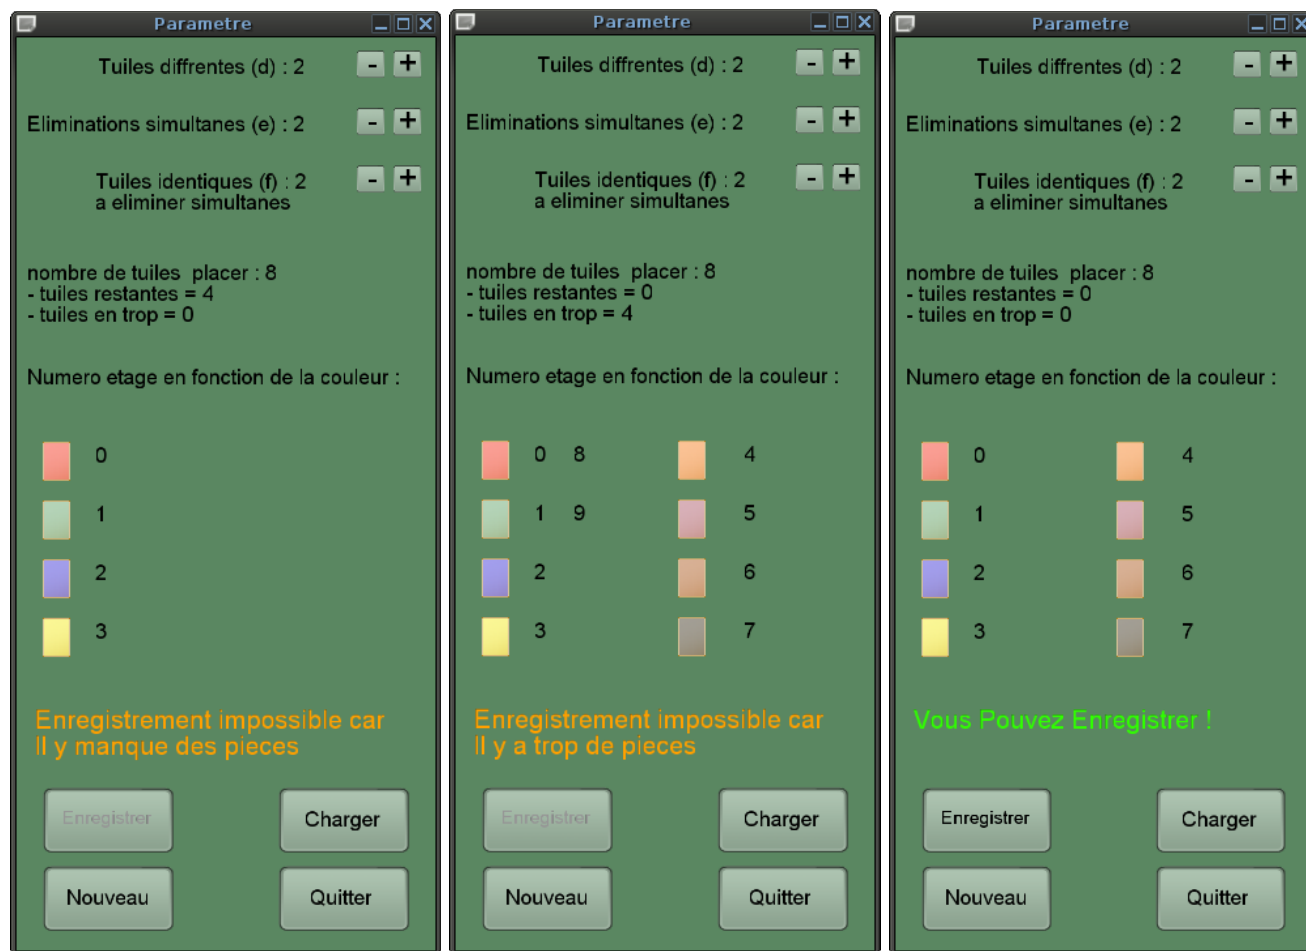 Parametre
Tuiles diffrentes (d) : 2 - +
Eliminations simultanes (e) : 2 - +
Tuiles identiques (f) : 2 - +
a eliminer simultanes
nombre de tuiles placer : 8
- tuiles restantes = 4
- tuiles en trop = 0
Numero etage en fonction de la couleur :
0
1
2
3
Enregistrement impossible car
Il y manque des pieces
Enregistrer Charger
Nouveau Quitter
Parametre
Tuiles diffrentes (d) : 2 - +
Eliminations simultanes (e) : 2 - +
Tuiles identiques (f) : 2 - +
a eliminer simultanes
nombre de tuiles placer : 8
- tuiles restantes = 0
- tuiles en trop = 4
Numero etage en fonction de la couleur :
0 8 4
1 9 5
2 6
3 7
Enregistrement impossible car
Il y a trop de pieces
Enregistrer Charger
Nouveau Quitter
Parametre
Tuiles diffrentes (d) : 2 - +
Eliminations simultanes (e) : 2 - +
Tuiles identiques (f) : 2 - +
a eliminer simultanes
nombre de tuiles placer : 8
- tuiles restantes = 0
- tuiles en trop = 0
Numero etage en fonction de la couleur :
0 4
1 5
2 6
3 7
Vous Pouvez Enregistrer !
Enregistrer Charger
Nouveau Quitter